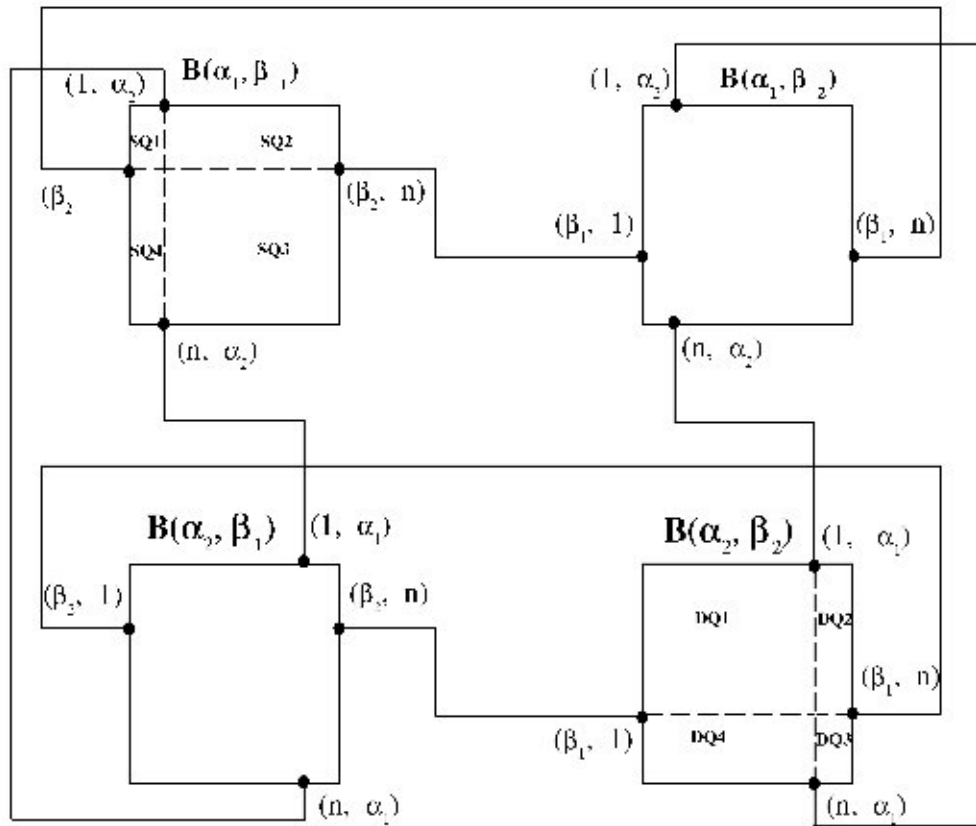 B(α₁, β₁)
(1, α₂)
(1, α₂)
B(α₁, β₂)
SQ1
SQ2
(β₂
(β₂, n)
(β₁, 1)
(β₁, n)
SQ4
SQ3
(n, α₂)
(n, α₂)
B(α₂, β₁)
(1, α₁)
B(α₂, β₂)
(1, α₁)
(β₂, 1)
(β₂, n)
DQ1
DQ2
(β₁, n)
(β₁, 1)
DQ4
DQ3
(n, α₁)
(n, α₁)